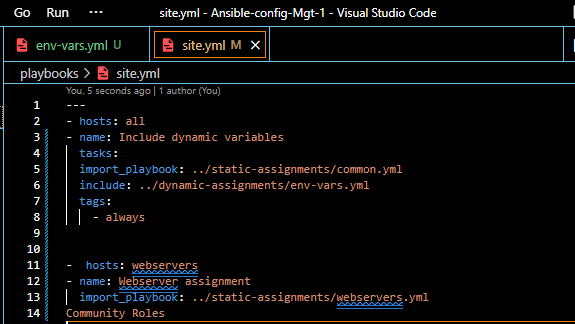 Go Run ··· site.yml - Ansible-config-Mgt-1 - Visual Studio Code
env-vars.yml U site.yml M
playbooks > site.yml
You, 5 seconds ago | 1 author (You)
1 ---
2 - hosts: all
3 - name: Include dynamic variables
4 tasks:
5 import_playbook: ../static-assignments/common.yml
6 include: ../dynamic-assignments/env-vars.yml
7 tags:
8 - always
9
10
11 - hosts: webservers
12 - name: Webserver assignment
13 import_playbook: ../static-assignments/webservers.yml
14 Community Roles